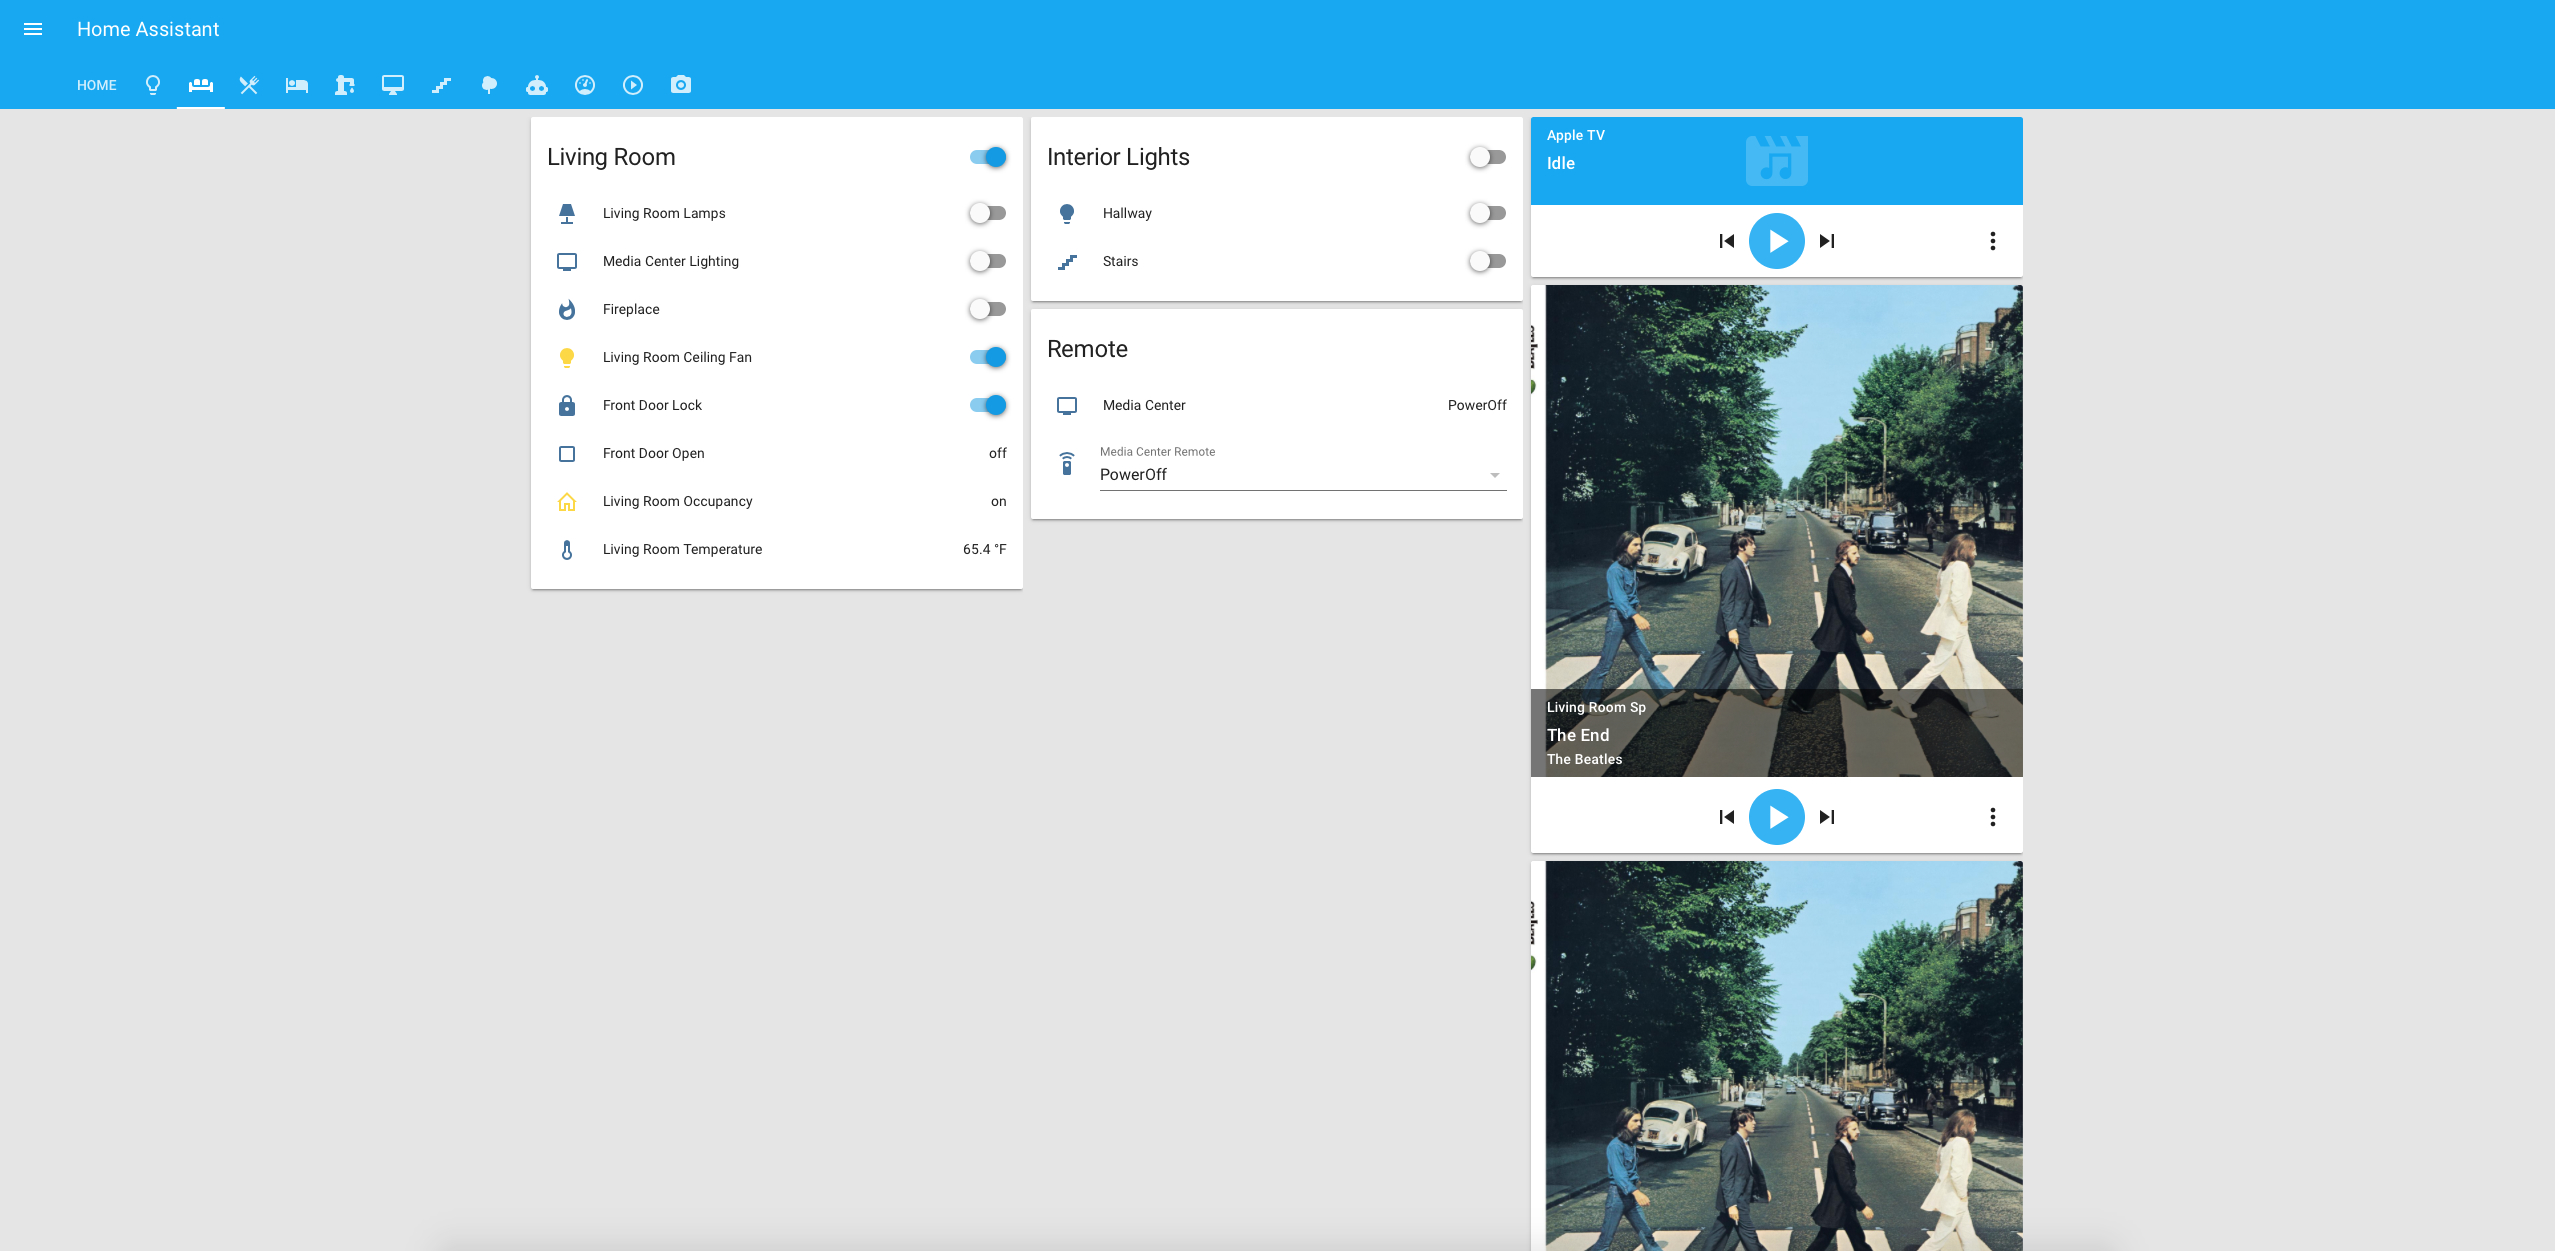 Home Assistant
HOME
Living Room
Living Room Lamps
Media Center Lighting
Fireplace
Living Room Ceiling Fan
Front Door Lock
Front Door Open off
Living Room Occupancy on
Living Room Temperature 65.4 °F
Interior Lights
Hallway
Stairs
Remote
Media Center PowerOff
Media Center Remote
PowerOff
Apple TV
Idle
Living Room Sp
The End
The Beatles